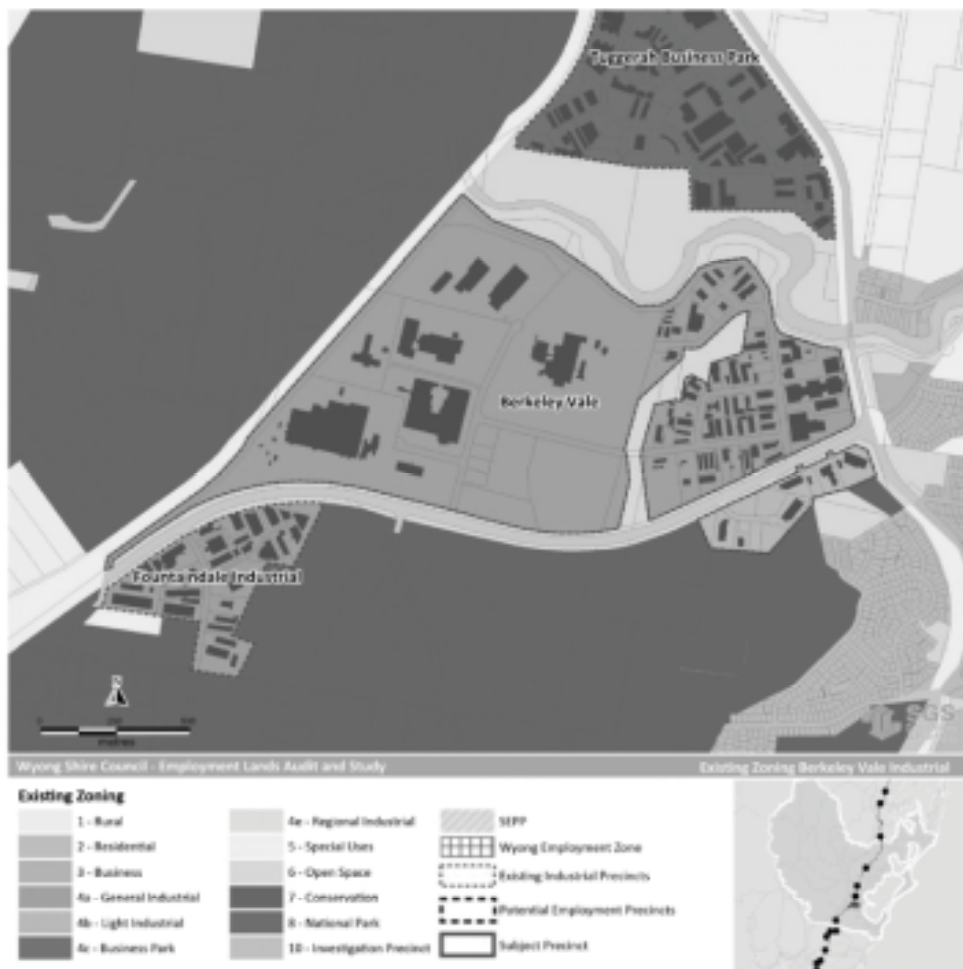 Tuggerah Business Park
Berkeley Vale
Fountaindale Industrial
N
0 250 500
metres
SGS
Wyong Shire Council - Employment Lands Audit and Study
Existing Zoning Berkeley Vale Industrial
Existing Zoning
1 - Rural
2 - Residential
3 - Business
4a - General Industrial
4b - Light Industrial
4c - Business Park
4e - Regional Industrial
5 - Special Uses
6 - Open Space
7 - Conservation
8 - National Park
10 - Investigation Precinct
SEPP
Wyong Employment Zone
Existing Industrial Precincts
Potential Employment Precincts
Subject Precinct